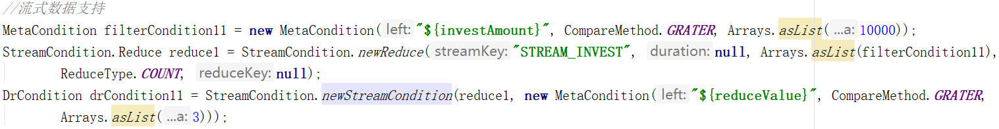 //流式数据支持
MetaCondition filterCondition11 = new MetaCondition( left: "${investAmount}", CompareMethod.GRATER, Arrays.asList( ...a: 10000));
StreamCondition.Reduce reduce1 = StreamCondition.newReduce( streamKey: "STREAM_INVEST", duration: null, Arrays.asList(filterCondition11),
ReduceType.COUNT, reduceKey: null);
DrCondition drCondition11 = StreamCondition.newStreamCondition(reduce1, new MetaCondition( left: "${reduceValue}", CompareMethod.GRATER,
Arrays.asList( ...a: 3)));